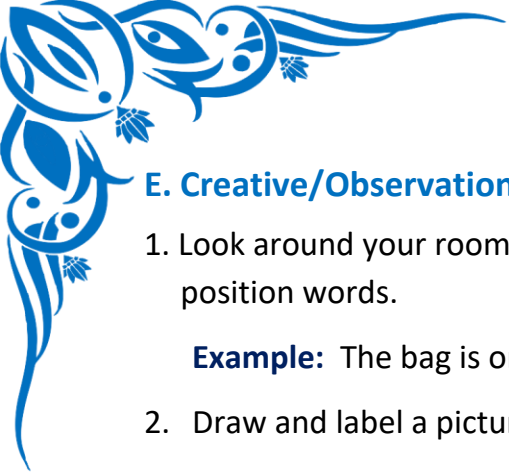 E. Creative/Observation
1. Look around your room
position words.
Example: The bag is o
2. Draw and label a pictu